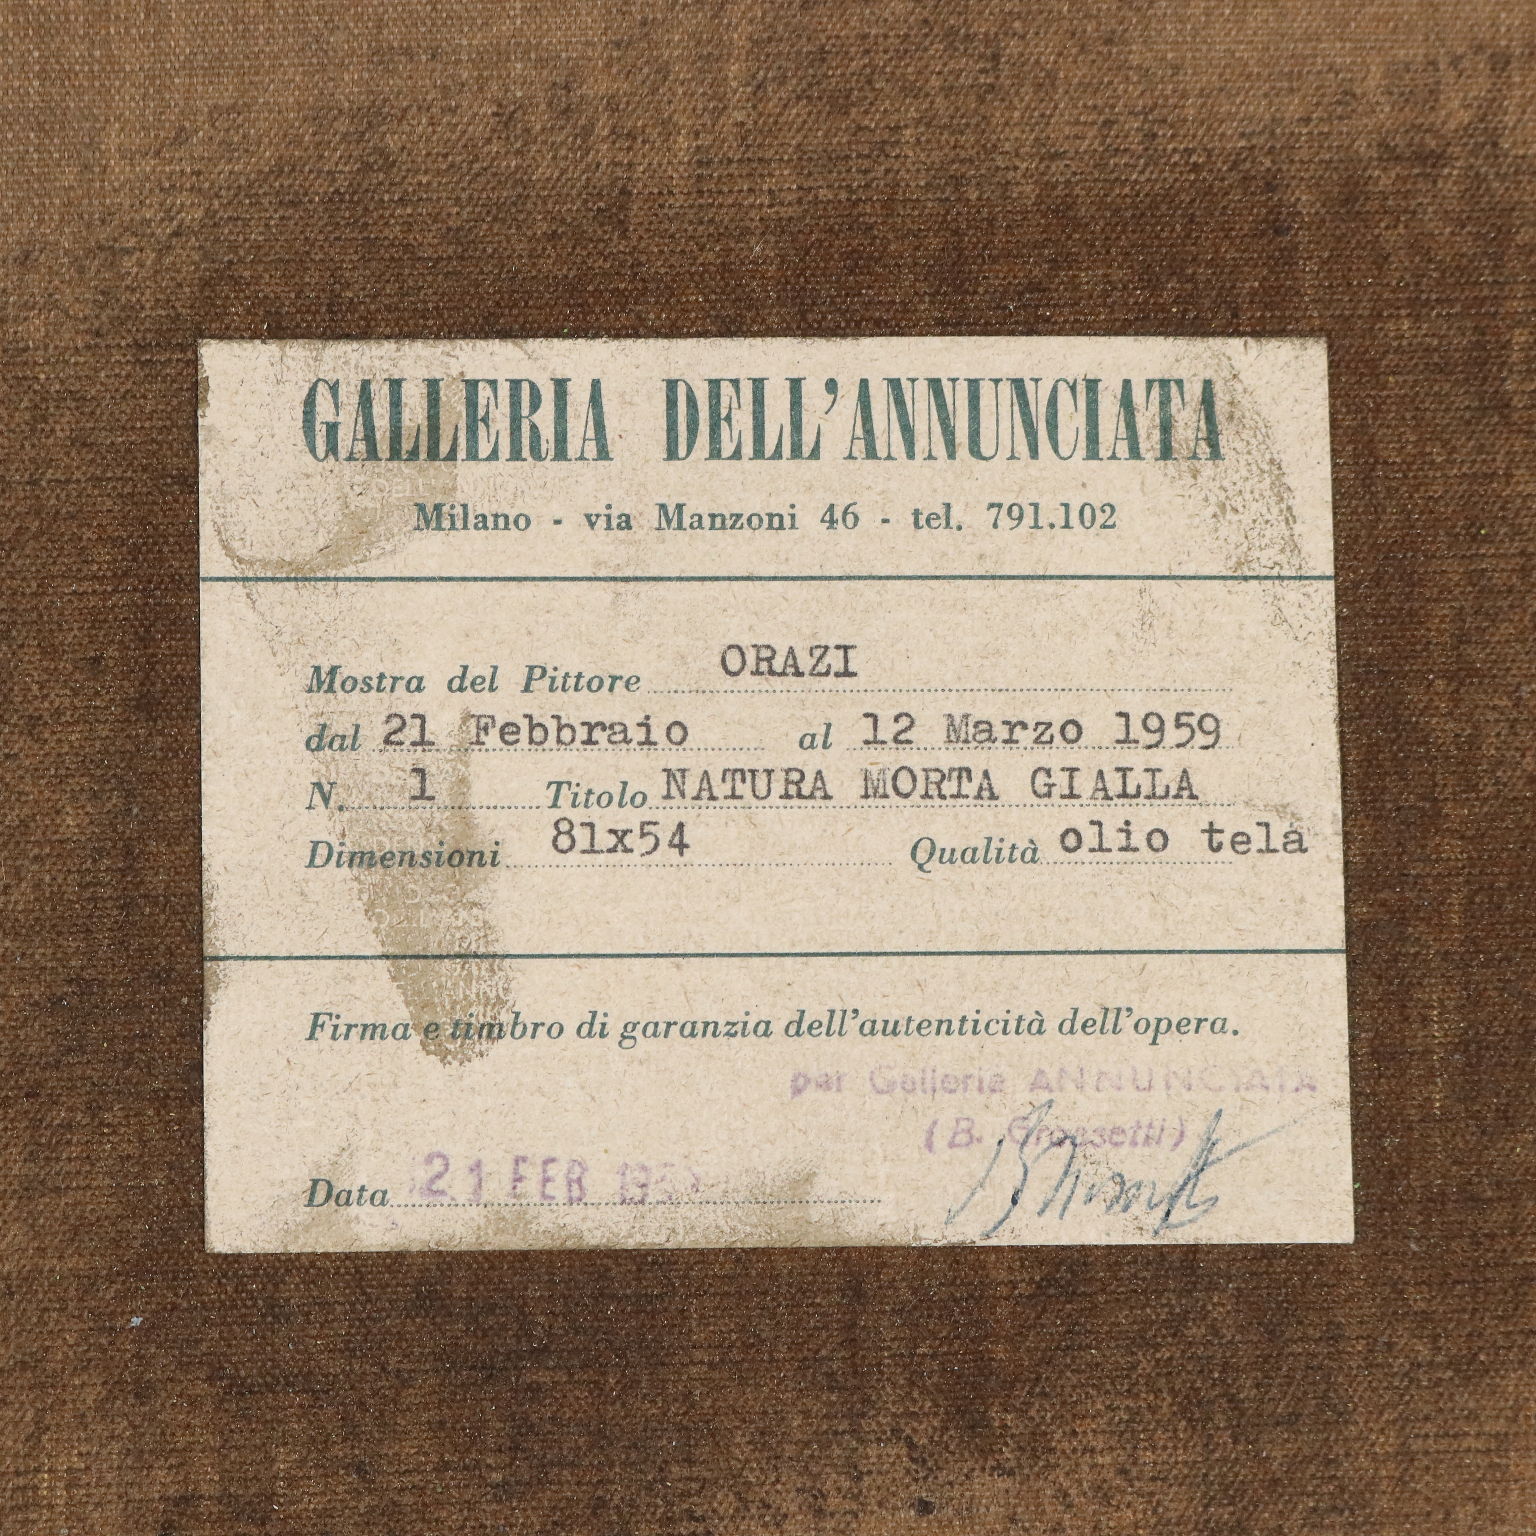 GALLERIA DELL'ANNUNCIATA
Milano - via Manzoni 46 - tel. 791.102
Mostra del Pittore ORAZI
dal 21 Febbraio al 12 Marzo 1959
N. 1 Titolo NATURA MORTA GIALLA
Dimensioni 81x54 Qualità olio tela
Firma e timbro di garanzia dell'autenticità dell'opera.
per Galleria ANNUNCIATA
(B. Grossetti)
Data 21 FEB